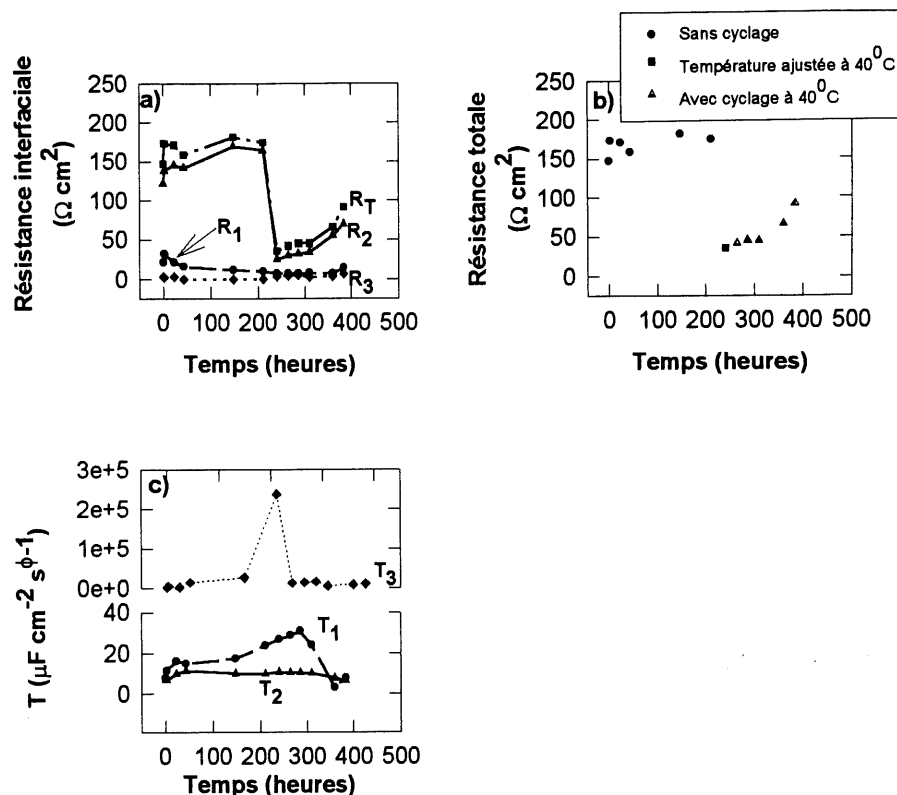 Sans cyclage
Température ajustée à 40⁰C
Avec cyclage à 40⁰C
Résistance interfaciale
(Ω cm²)
250
200
150
100
50
0
a)
R₁
R_T
R₂
R₃
0 100 200 300 400 500
Temps (heures)
Résistance totale
(Ω cm²)
250
200
150
100
50
0
b)
0 100 200 300 400 500
Temps (heures)
T (μF cm⁻² s^ϕ⁻¹)
3e+5
2e+5
1e+5
0e+0
40
20
0
c)
T₃
T₁
T₂
0 100 200 300 400 500
Temps (heures)